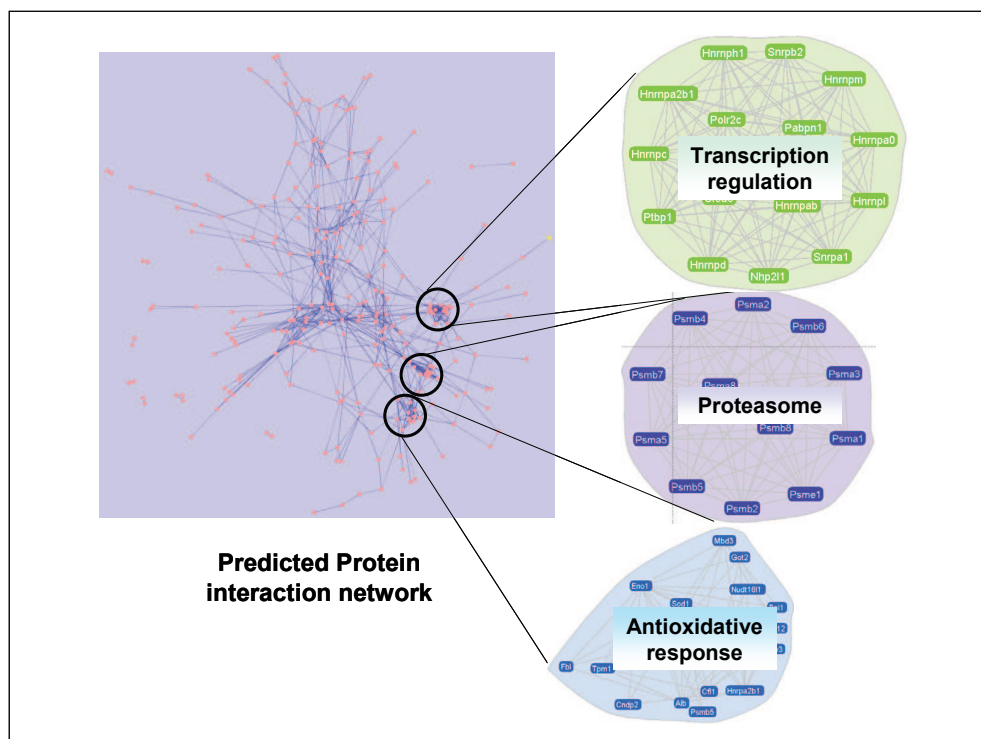 Hnrnph1
Snrpb2
Hnrnpm
Hnrnpa2b1
Polr2c
Pabpn1
Hnrnpa0
Hnrnpc
Transcription
regulation
Hnrnpl
Hnrnpab
Ptbp1
Snrpa1
Hnrnpd
Nhp2l1
Psma2
Psmb4
Psmb6
Psmb7
Psma3
Psma8
Proteasome
Psmb8
Psma5
Psma1
Psmb5
Psme1
Psmb2
Predicted Protein
interaction network
Mbd3
Got2
Eno1
Nudt16l1
Sod1
Antioxidative
response
Fbl
Tpm1
Cfl1
Hnrpa2b1
Cndp2
Alb
Psmb5